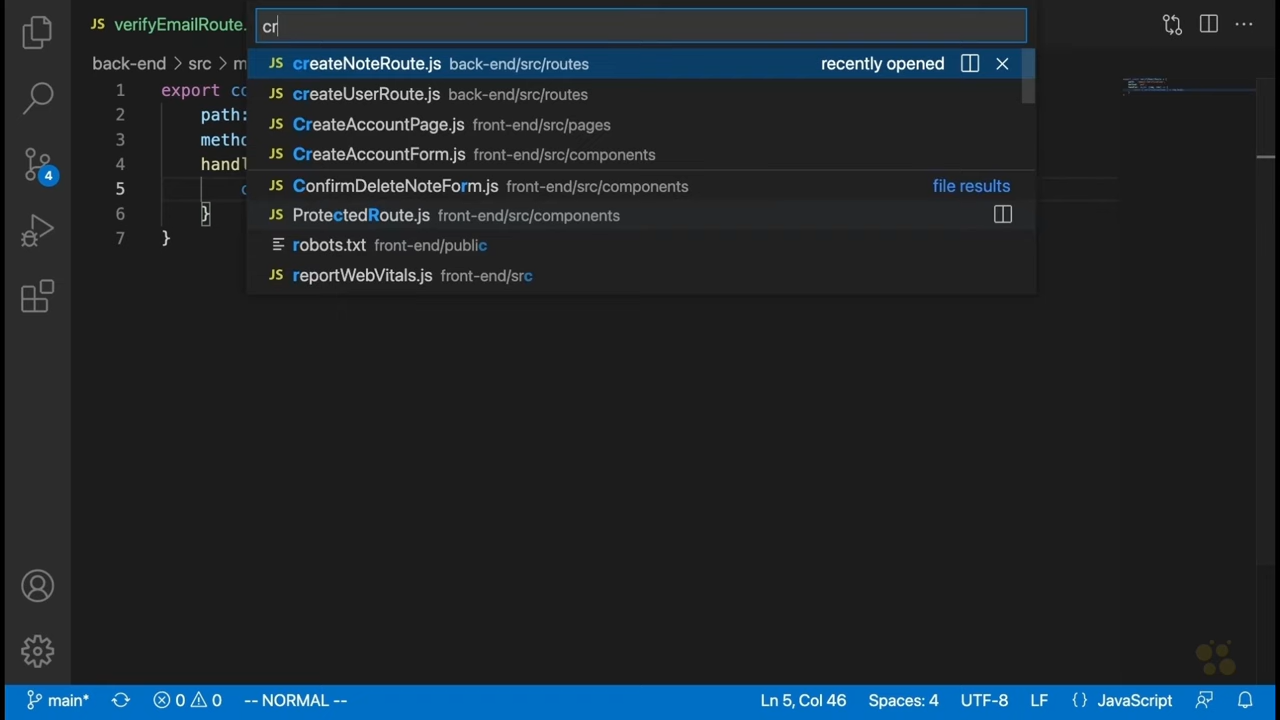 JS verifyEmailRoute.
cr
back-end > src > m
JS createNoteRoute.js back-end/src/routes recently opened
JS createUserRoute.js back-end/src/routes
JS CreateAccountPage.js front-end/src/pages
JS CreateAccountForm.js front-end/src/components
JS ConfirmDeleteNoteForm.js front-end/src/components file results
JS ProtectedRoute.js front-end/src/components
robots.txt front-end/public
JS reportWebVitals.js front-end/src
1 export co
2 path:
3 metho
4 handl
5 c
6 }
7 }
4
main* 0 0 -- NORMAL -- Ln 5, Col 46 Spaces: 4 UTF-8 LF {} JavaScript